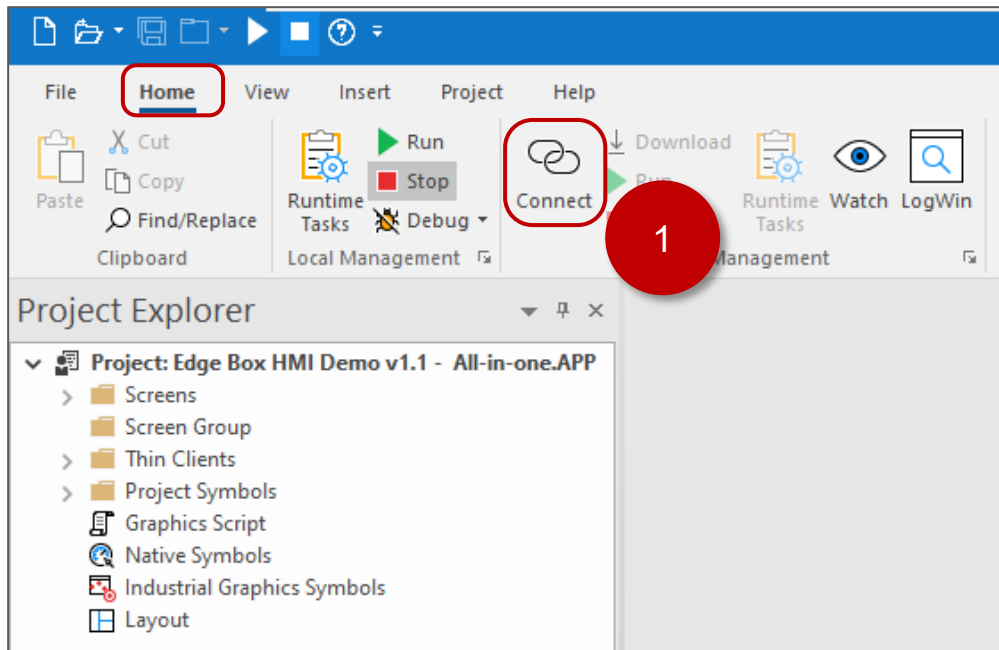 File Home View Insert Project Help
Paste
Cut
Copy
Find/Replace
Clipboard
Runtime
Tasks
Run
Stop
Debug
Local Management
Connect
Download
Run
1
Runtime
Tasks
Watch
LogWin
Management
Project Explorer
Project: Edge Box HMI Demo v1.1 - All-in-one.APP
Screens
Screen Group
Thin Clients
Project Symbols
Graphics Script
Native Symbols
Industrial Graphics Symbols
Layout